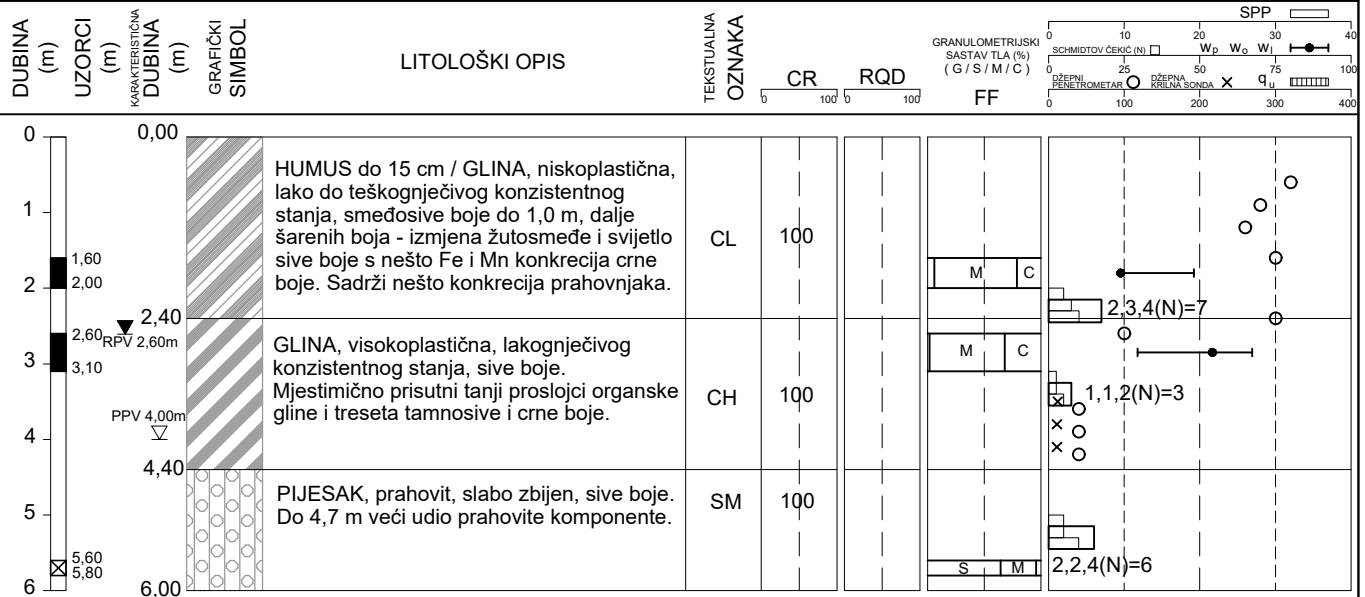 DUBINA (m)
UZORCI (m)
KARAKTERISTIČNA DUBINA (m)
GRAFIČKI SIMBOL
LITOLOŠKI OPIS
TEKSTUALNA OZNAKA
CR
0 100
RQD
0 100
GRANULOMETRIJSKI
SASTAV TLA (%)
( G / S / M / C )
FF
SPP
0 10 20 30 40
SCHMIDTOV ČEKIĆ (N) Wp Wo Wl
0 25 50 75 100
DŽEPNI PENETROMETAR DŽEPNA KRILNA SONDA qu
0 100 200 300 400
0
1
2
3
4
5
6
1,60
2,00
2,60
3,10
5,60
5,80
0,00
2,40
RPV 2,60m
PPV 4,00m
4,40
6,00
HUMUS do 15 cm / GLINA, niskoplastična,
lako do teškognječivog konzistentnog
stanja, smeđosive boje do 1,0 m, dalje
šarenih boja - izmjena žutosmeđe i svijetlo
sive boje s nešto Fe i Mn konkrecija crne
boje. Sadrži nešto konkrecija prahovnjaka.
CL
100
M C
2,3,4(N)=7
GLINA, visokoplastična, lakognječivog
konzistentnog stanja, sive boje.
Mjestimično prisutni tanji proslojci organske
gline i treseta tamnosive i crne boje.
CH
100
M C
1,1,2(N)=3
PIJESAK, prahovit, slabo zbijen, sive boje.
Do 4,7 m veći udio prahovite komponente.
SM
100
S M
2,2,4(N)=6